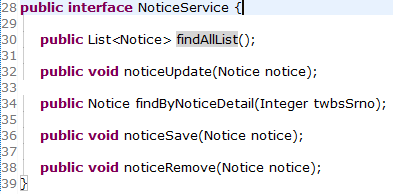 28 public interface NoticeService {
29
30 public List<Notice> findAllList();
31
32 public void noticeUpdate(Notice notice);
33
34 public Notice findByNoticeDetail(Integer twbsSrno);
35
36 public void noticeSave(Notice notice);
37
38 public void noticeRemove(Notice notice);
39 }